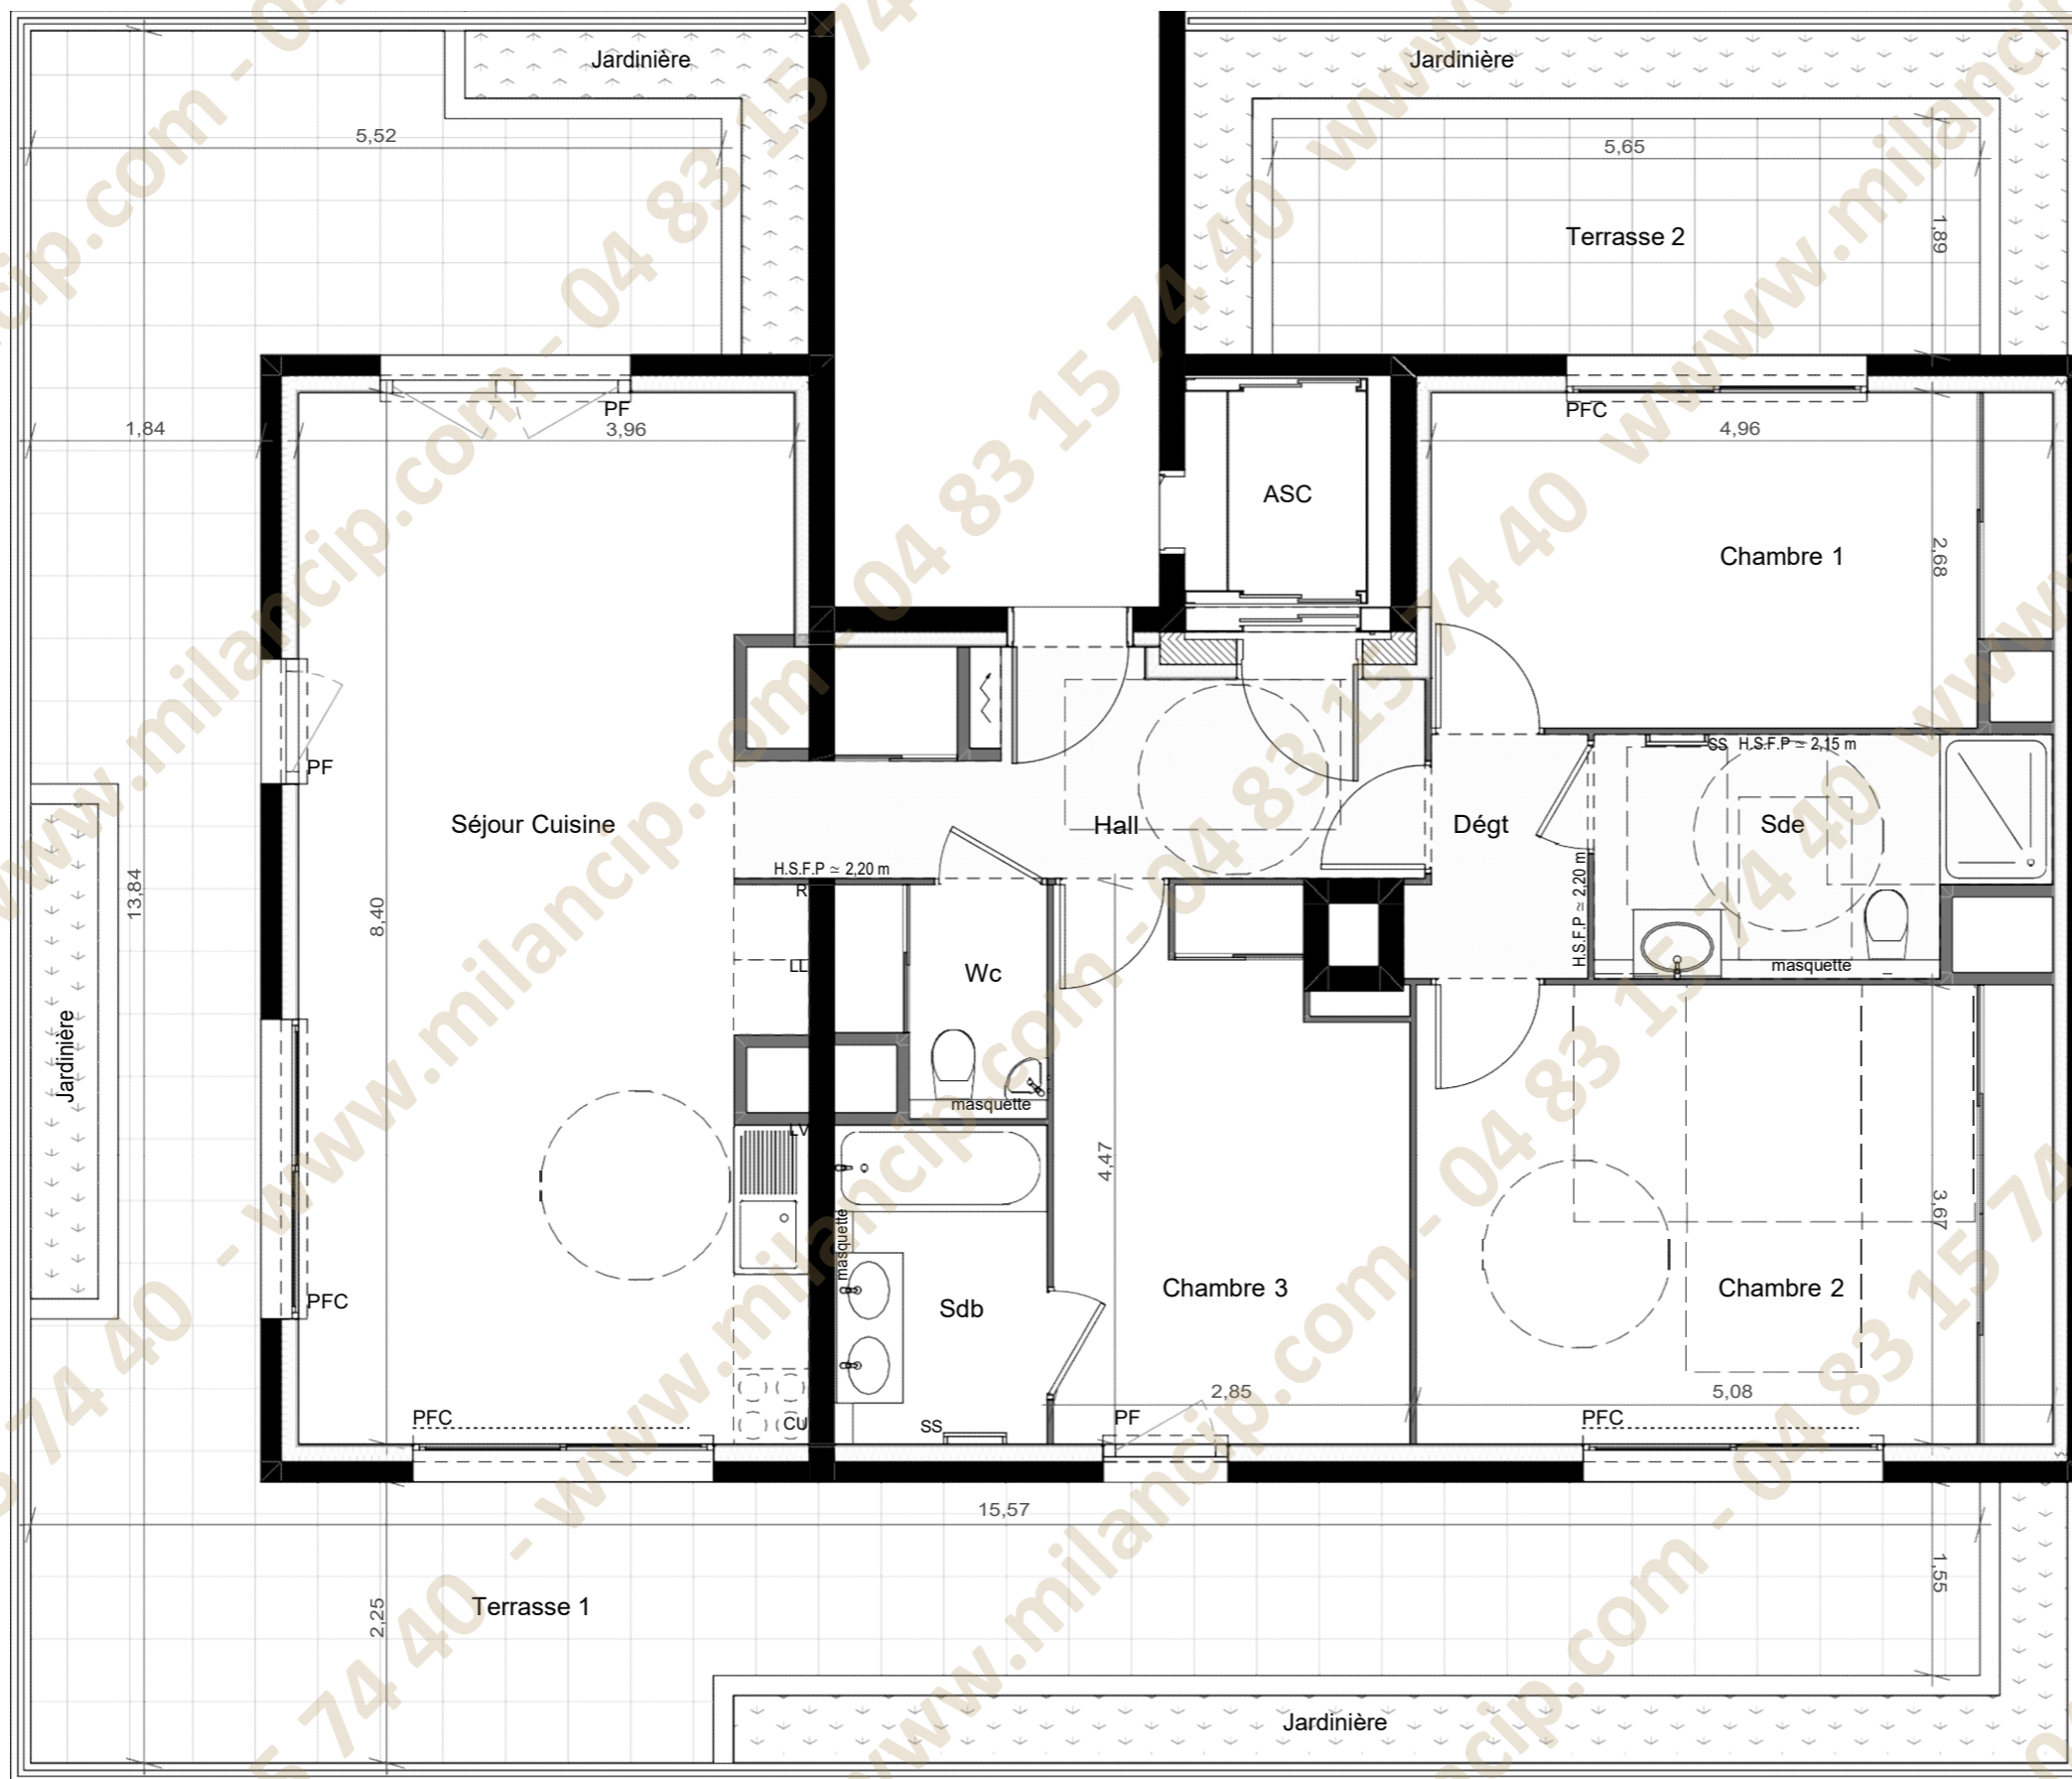 Jardinière
Jardinière
5,52
5,65
1,89
Terrasse 2
PF
PFC
1,84
3,96
4,96
ASC
Chambre 1
2,68
PF
SS
H.S.F.P ≃ 2,15 m
Séjour Cuisine
Hall
Dégt
Sde
H.S.F.P ≃ 2,20 m
R
13,84
8,40
H.S.F.P ≃ 2,20 m
LL
Wc
masquette
Jardinière
masquette
LV
4,47
masquette
3,67
PFC
Sdb
Chambre 3
Chambre 2
2,85
5,08
PFC
CU
SS
PF
PFC
15,57
1,55
2,25
Terrasse 1
Jardinière
www.milancip.com - 04 83 15 74 40